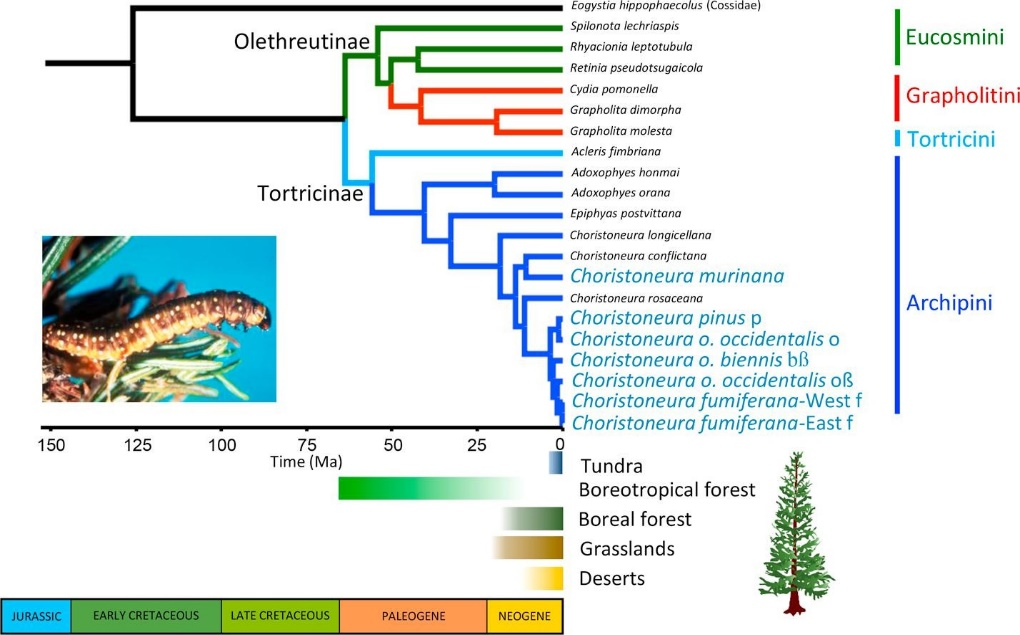 Eogystia hippophaecolus (Cossidae)
Spilonota lechriaspis
Olethreutinae
Eucosmini
Rhyacionia leptotubula
Retinia pseudotsugaicola
Cydia pomonella
Grapholitini
Grapholita dimorpha
Grapholita molesta
Tortricini
Acleris fimbriana
Adoxophyes honmai
Tortricinae
Adoxophyes orana
Epiphyas postvittana
Choristoneura longicellana
Choristoneura conflictana
Choristoneura murinana
Choristoneura rosaceana
Archipini
Choristoneura pinus p
Choristoneura o. occidentalis o
Choristoneura o. biennis bß
Choristoneura o. occidentalis oß
Choristoneura fumiferana-West f
Choristoneura fumiferana-East f
150 125 100 75 50 25 0
Time (Ma)
Tundra
Boreotropical forest
Boreal forest
Grasslands
Deserts
JURASSIC EARLY CRETACEOUS LATE CRETACEOUS PALEOGENE NEOGENE